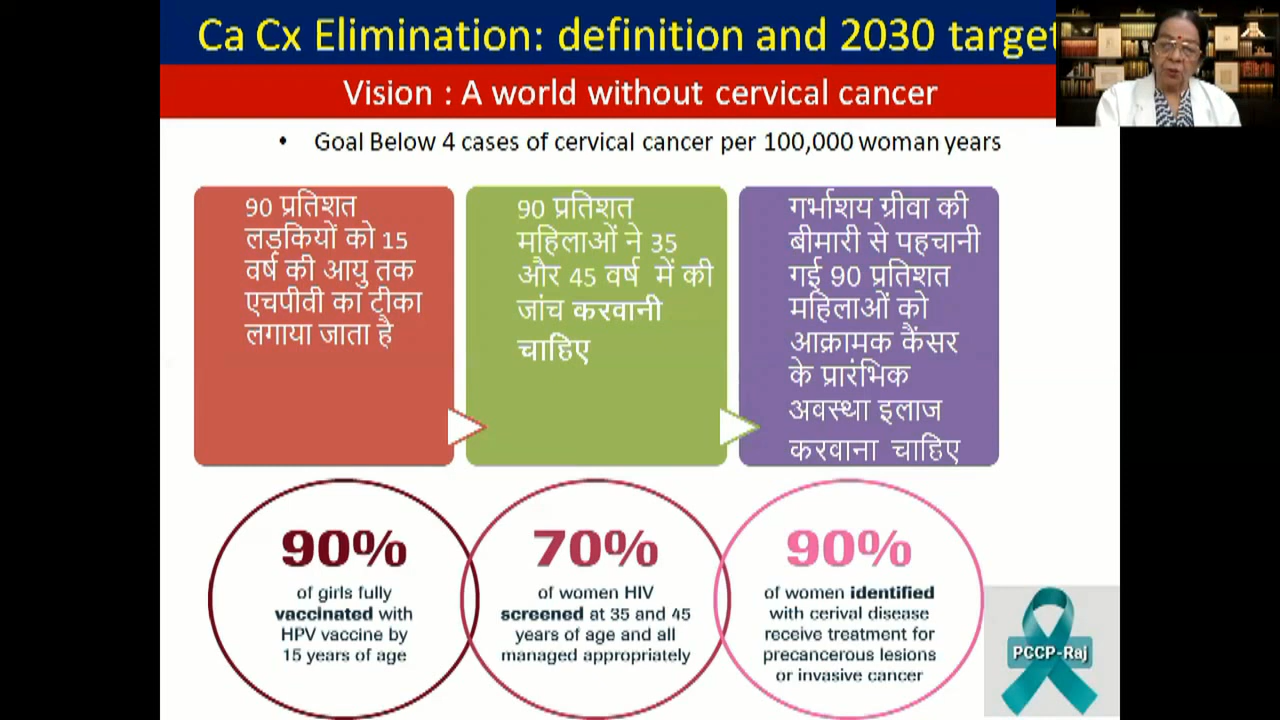 Ca Cx Elimination: definition and 2030 target
Vision : A world without cervical cancer
• Goal Below 4 cases of cervical cancer per 100,000 woman years
90 प्रतिशत
लड़कियों को 15
वर्ष की आयु तक
एचपीवी का टीका
लगाया जाता है
90 प्रतिशत
महिलाओं ने 35
और 45 वर्ष में की
जांच करवानी
चाहिए
गर्भाशय ग्रीवा की
बीमारी से पहचानी
गई 90 प्रतिशत
महिलाओं को
आक्रामक कैंसर
के प्रारंभिक
अवस्था इलाज
करवाना चाहिए
90%
of girls fully
vaccinated with
HPV vaccine by
15 years of age
70%
of women HIV
screened at 35 and 45
years of age and all
managed appropriately
90%
of women identified
with cerival disease
receive treatment for
precancerous lesions
or invasive cancer
PCCP-Raj